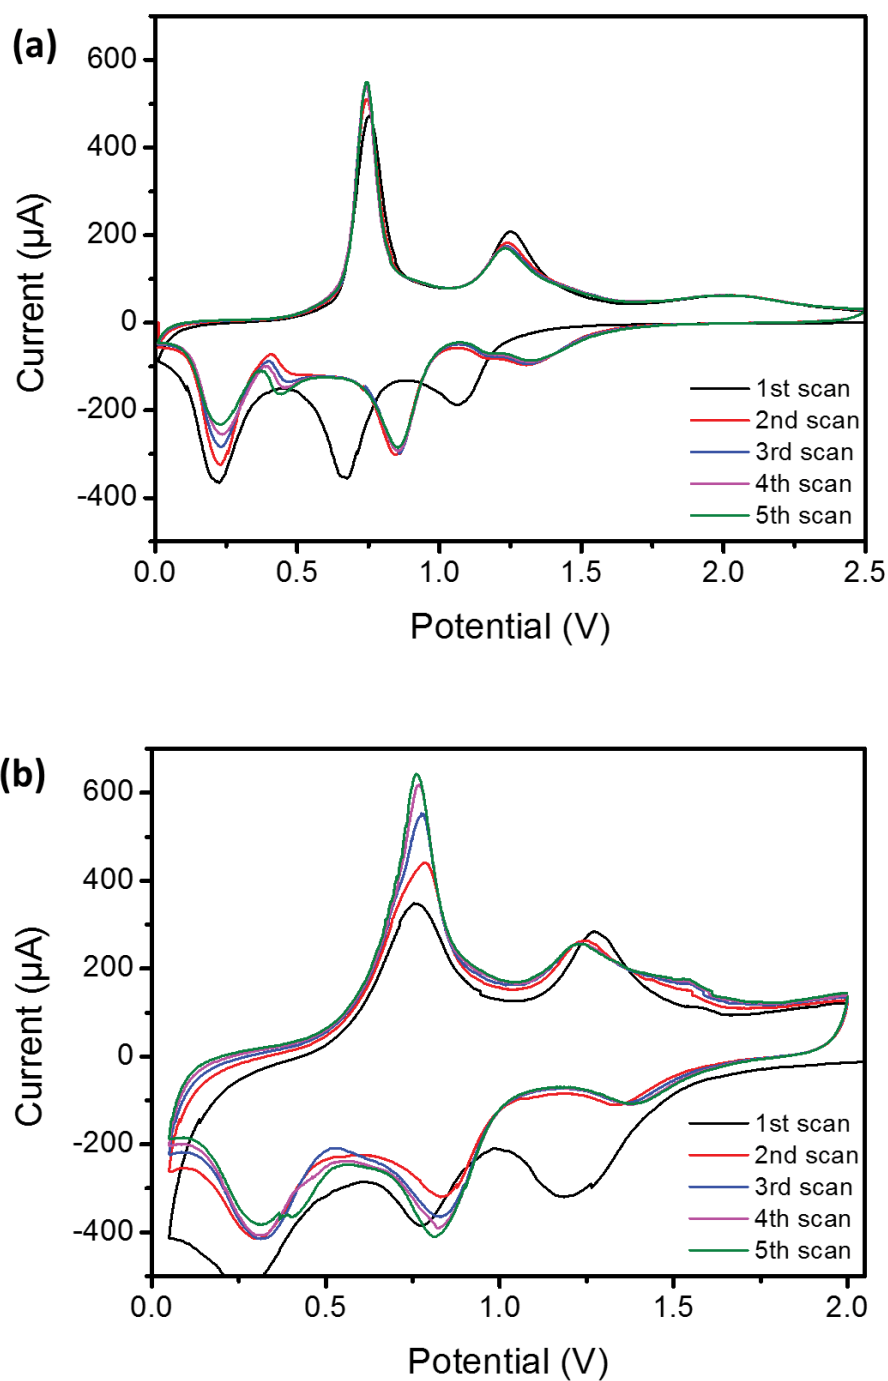 (a)
600
400
200
0
-200
-400
Current (µA)
1st scan
2nd scan
3rd scan
4th scan
5th scan
0.0 0.5 1.0 1.5 2.0 2.5
Potential (V)
(b)
600
400
200
0
-200
-400
Current (µA)
1st scan
2nd scan
3rd scan
4th scan
5th scan
0.0 0.5 1.0 1.5 2.0
Potential (V)